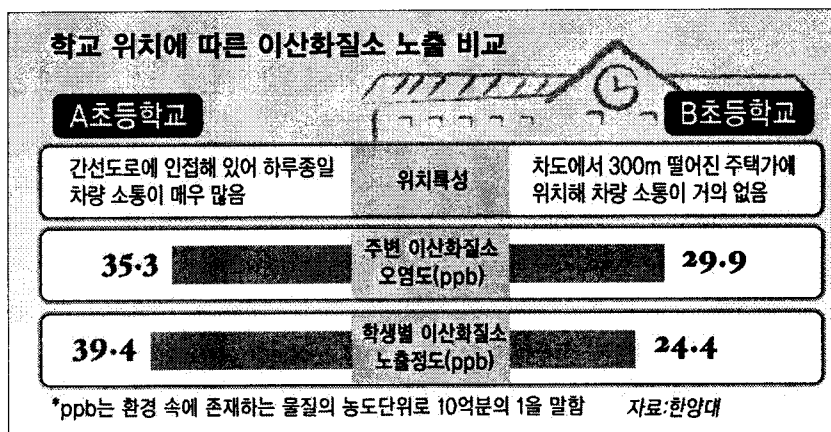 학교 위치에 따른 이산화질소 노출 비교
A초등학교
B초등학교
간선도로에 인접해 있어 하루종일
차량 소통이 매우 많음
위치특성
차도에서 300m 떨어진 주택가에
위치해 차량 소통이 거의 없음
35.3
주변 이산화질소
오염도(ppb)
29.9
39.4
학생별 이산화질소
노출정도(ppb)
24.4
*ppb는 환경 속에 존재하는 물질의 농도단위로 10억분의 1을 말함
자료:한양대